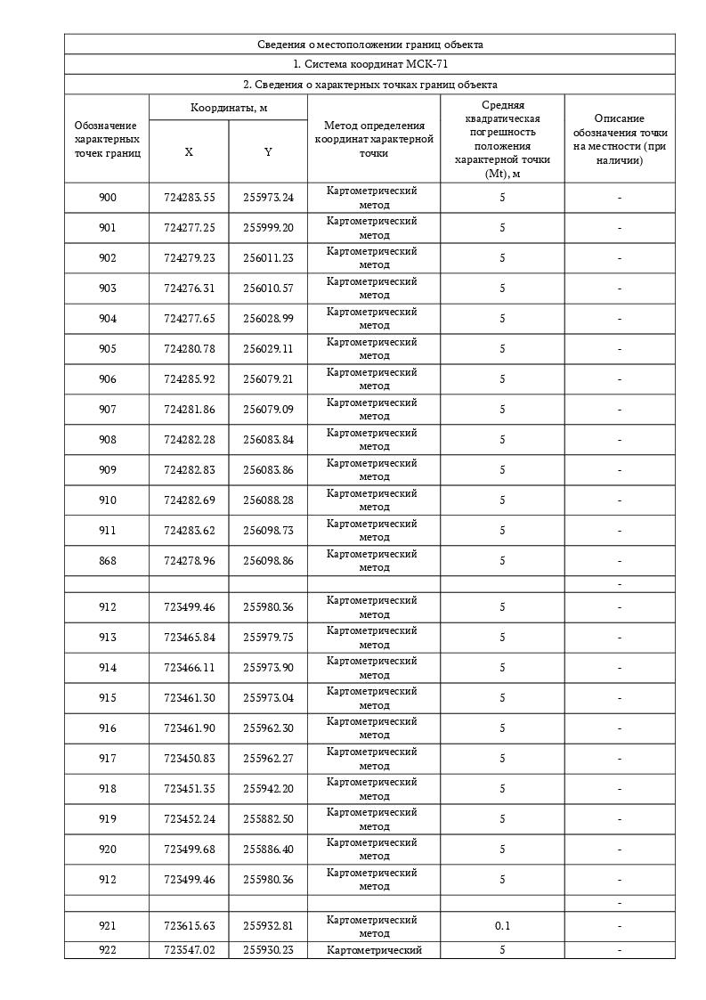 Сведения о местоположении границ объекта
1. Система координат МСК-71
2. Сведения о характерных точках границ объекта
Обозначение
характерных
точек границ
Координаты, м
X
Y
Метод определения
координат характерной
точки
Средняя
квадратическая
погрешность
положения
характерной точки
(Mt), м
Описание
обозначения точки
на местности (при
наличии)
900 724283.55 255973.24 Картометрический
метод 5 -
901 724277.25 255999.20 Картометрический
метод 5 -
902 724279.23 256011.23 Картометрический
метод 5 -
903 724276.31 256010.57 Картометрический
метод 5 -
904 724277.65 256028.99 Картометрический
метод 5 -
905 724280.78 256029.11 Картометрический
метод 5 -
906 724285.92 256079.21 Картометрический
метод 5 -
907 724281.86 256079.09 Картометрический
метод 5 -
908 724282.28 256083.84 Картометрический
метод 5 -
909 724282.83 256083.86 Картометрический
метод 5 -
910 724282.69 256088.28 Картометрический
метод 5 -
911 724283.62 256098.73 Картометрический
метод 5 -
868 724278.96 256098.86 Картометрический
метод 5 -
-
912 723499.46 255980.36 Картометрический
метод 5 -
913 723465.84 255979.75 Картометрический
метод 5 -
914 723466.11 255973.90 Картометрический
метод 5 -
915 723461.30 255973.04 Картометрический
метод 5 -
916 723461.90 255962.30 Картометрический
метод 5 -
917 723450.83 255962.27 Картометрический
метод 5 -
918 723451.35 255942.20 Картометрический
метод 5 -
919 723452.24 255882.50 Картометрический
метод 5 -
920 723499.68 255886.40 Картометрический
метод 5 -
912 723499.46 255980.36 Картометрический
метод 5 -
-
921 723615.63 255932.81 Картометрический
метод 0.1 -
922 723547.02 255930.23 Картометрический 5 -